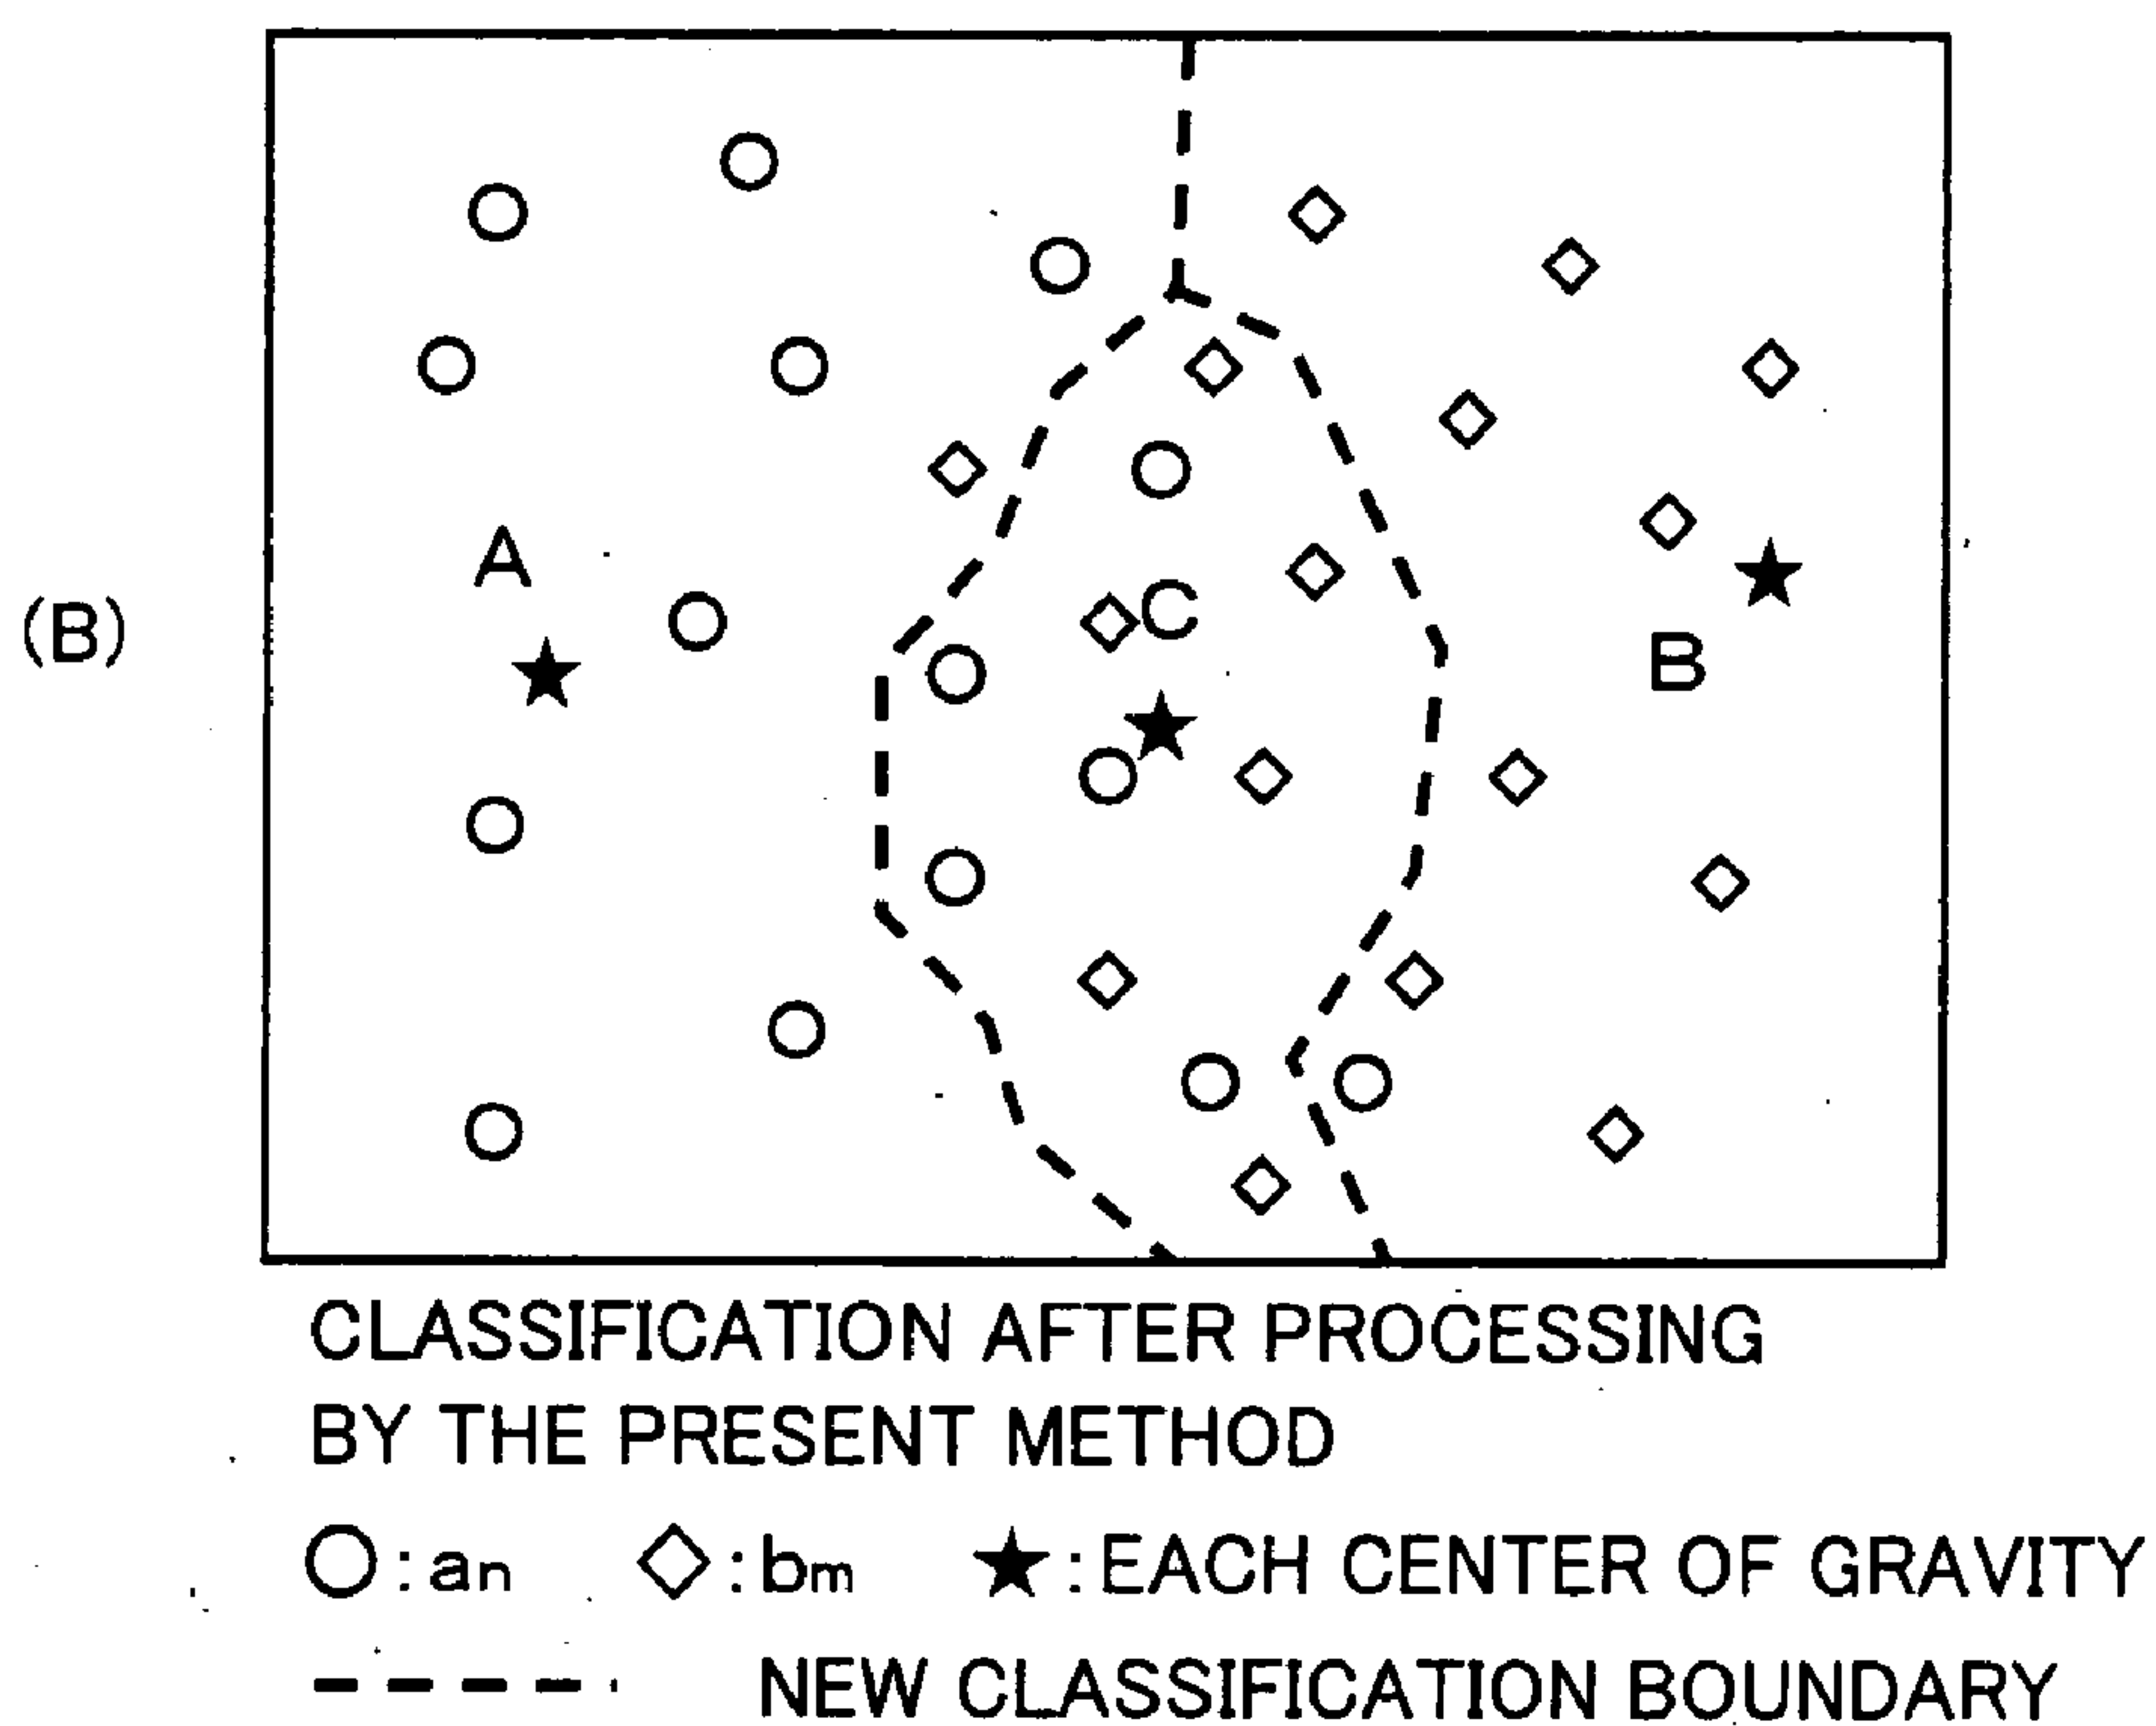 A
C
(B)
B
CLASSIFICATION AFTER PROCESSING
BY THE PRESENT METHOD
○:an ◇:bm ★:EACH CENTER OF GRAVITY
NEW CLASSIFICATION BOUNDARY